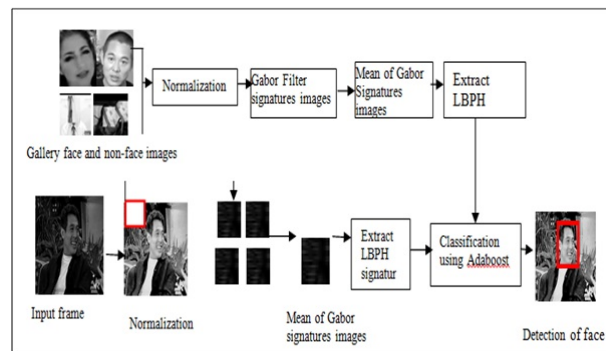 Normalization
Gabor Filter
signatures images
Mean of Gabor
Signatures
images
Extract
LBPH
Gallery face and non-face images
Extract
LBPH
signatur
Classification
using Adaboost
Input frame
Normalization
Mean of Gabor
signatures images
Detection of face